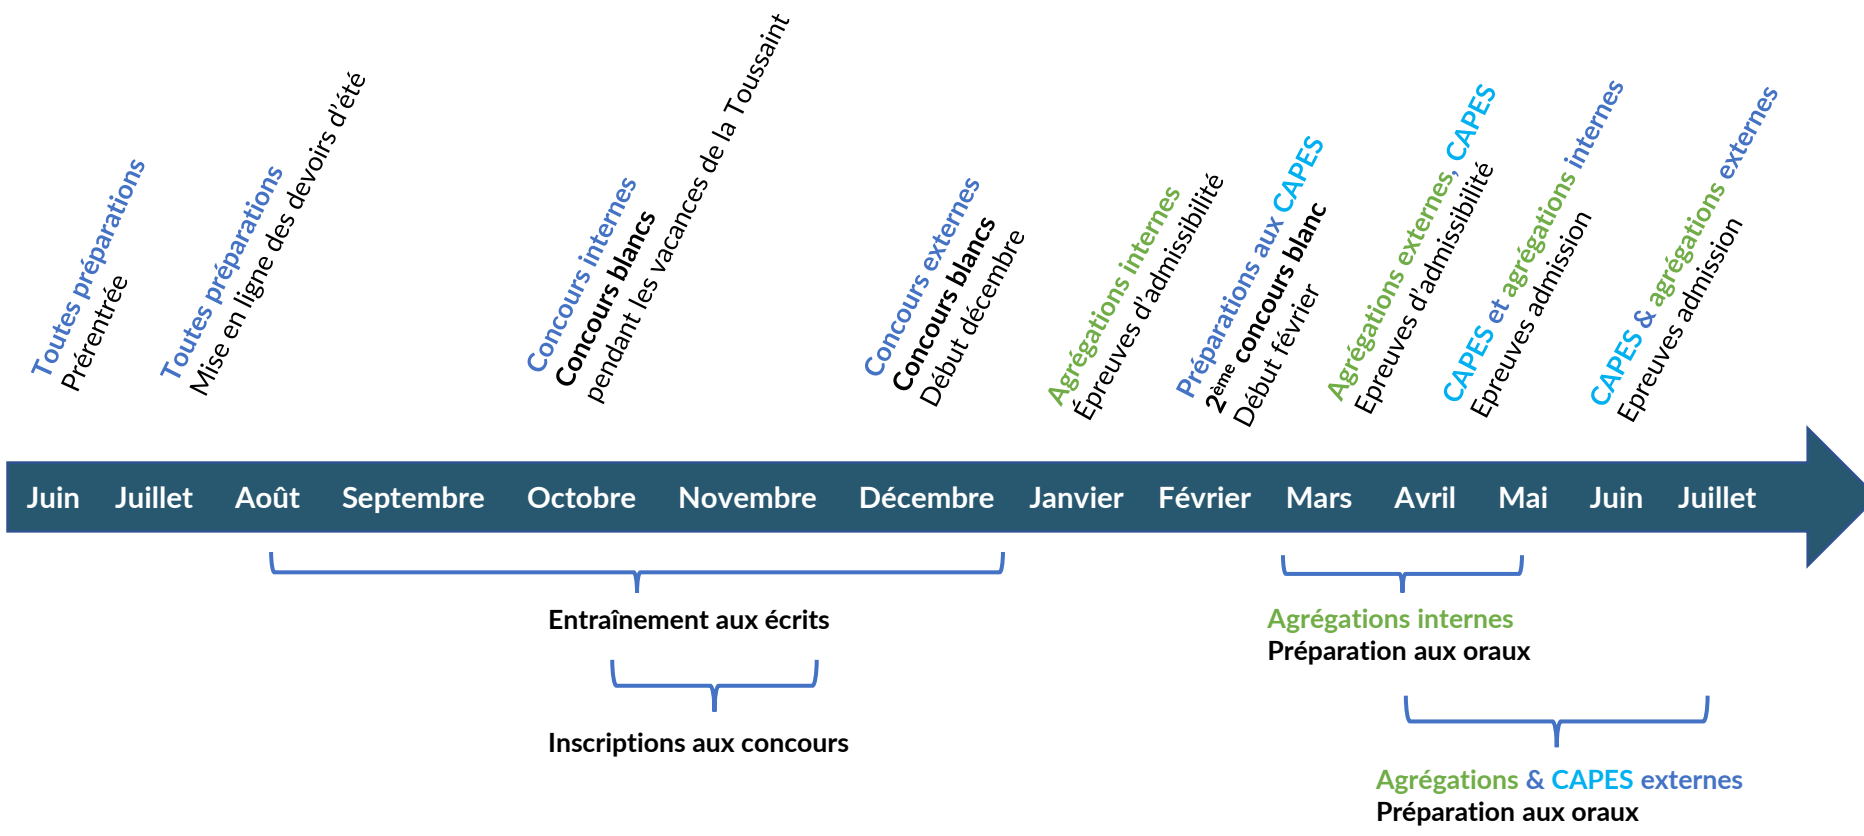 Toutes préparations
Prérentrée
Toutes préparations
Mise en ligne des devoirs d'été
Concours internes
Concours blancs
pendant les vacances de la Toussaint
Concours externes
Concours blancs
Début décembre
Agrégations internes
Épreuves d'admissibilité
Préparations aux CAPES
2ème concours blanc
Début février
Agrégations externes, CAPES
Epreuves d'admissibilité
CAPES et agrégations internes
Epreuves admission
CAPES & agrégations externes
Epreuves admission
Juin Juillet Août Septembre Octobre Novembre Décembre Janvier Février Mars Avril Mai Juin Juillet
Entraînement aux écrits
Inscriptions aux concours
Agrégations internes
Préparation aux oraux
Agrégations & CAPES externes
Préparation aux oraux